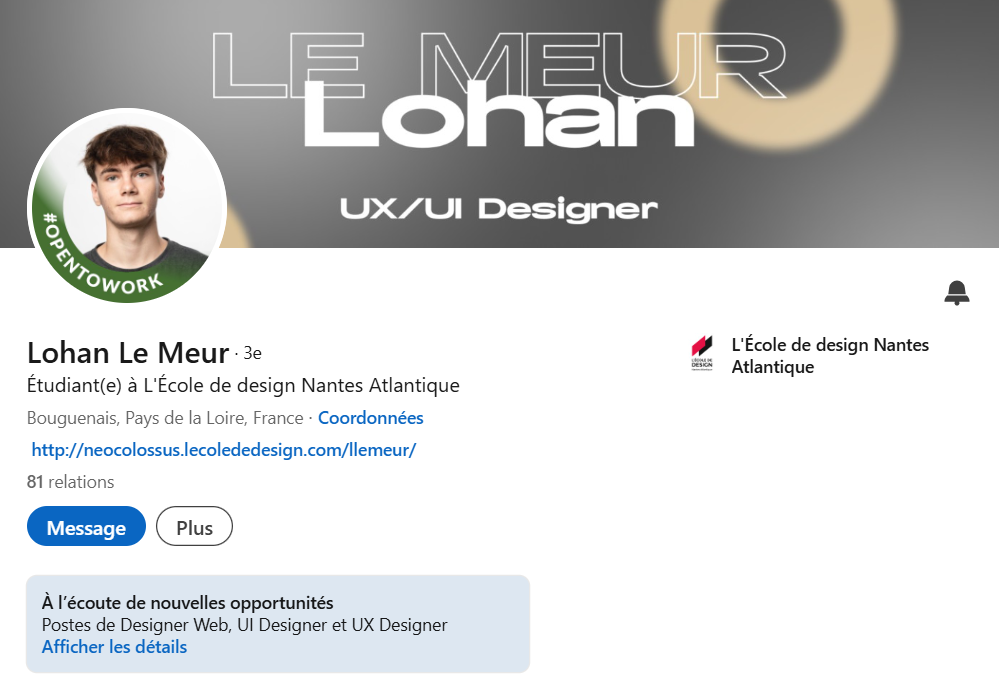 LE MEUR
Lohan
UX/UI Designer
#OPENTOWORK
Lohan Le Meur · 3e
Étudiant(e) à L'École de design Nantes Atlantique
Bouguenais, Pays de la Loire, France · Coordonnées
http://neocolossus.lecolededesign.com/llemeur/
81 relations
Message
Plus
L'ÉCOLE DE
DESIGN
L'École de design Nantes
Atlantique
À l’écoute de nouvelles opportunités
Postes de Designer Web, UI Designer et UX Designer
Afficher les détails